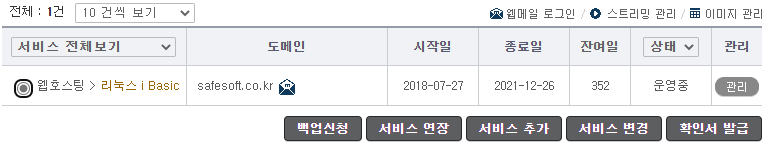 전체 : 1건 10 건씩 보기 웹메일 로그인 / 스트리밍 관리 / 이미지 관리
서비스 전체보기 도메인 시작일 종료일 잔여일 상태 관리
웹호스팅 > 리눅스 i Basic safesoft.co.kr 2018-07-27 2021-12-26 352 운영중 관리
백업신청 서비스 연장 서비스 추가 서비스 변경 확인서 발급